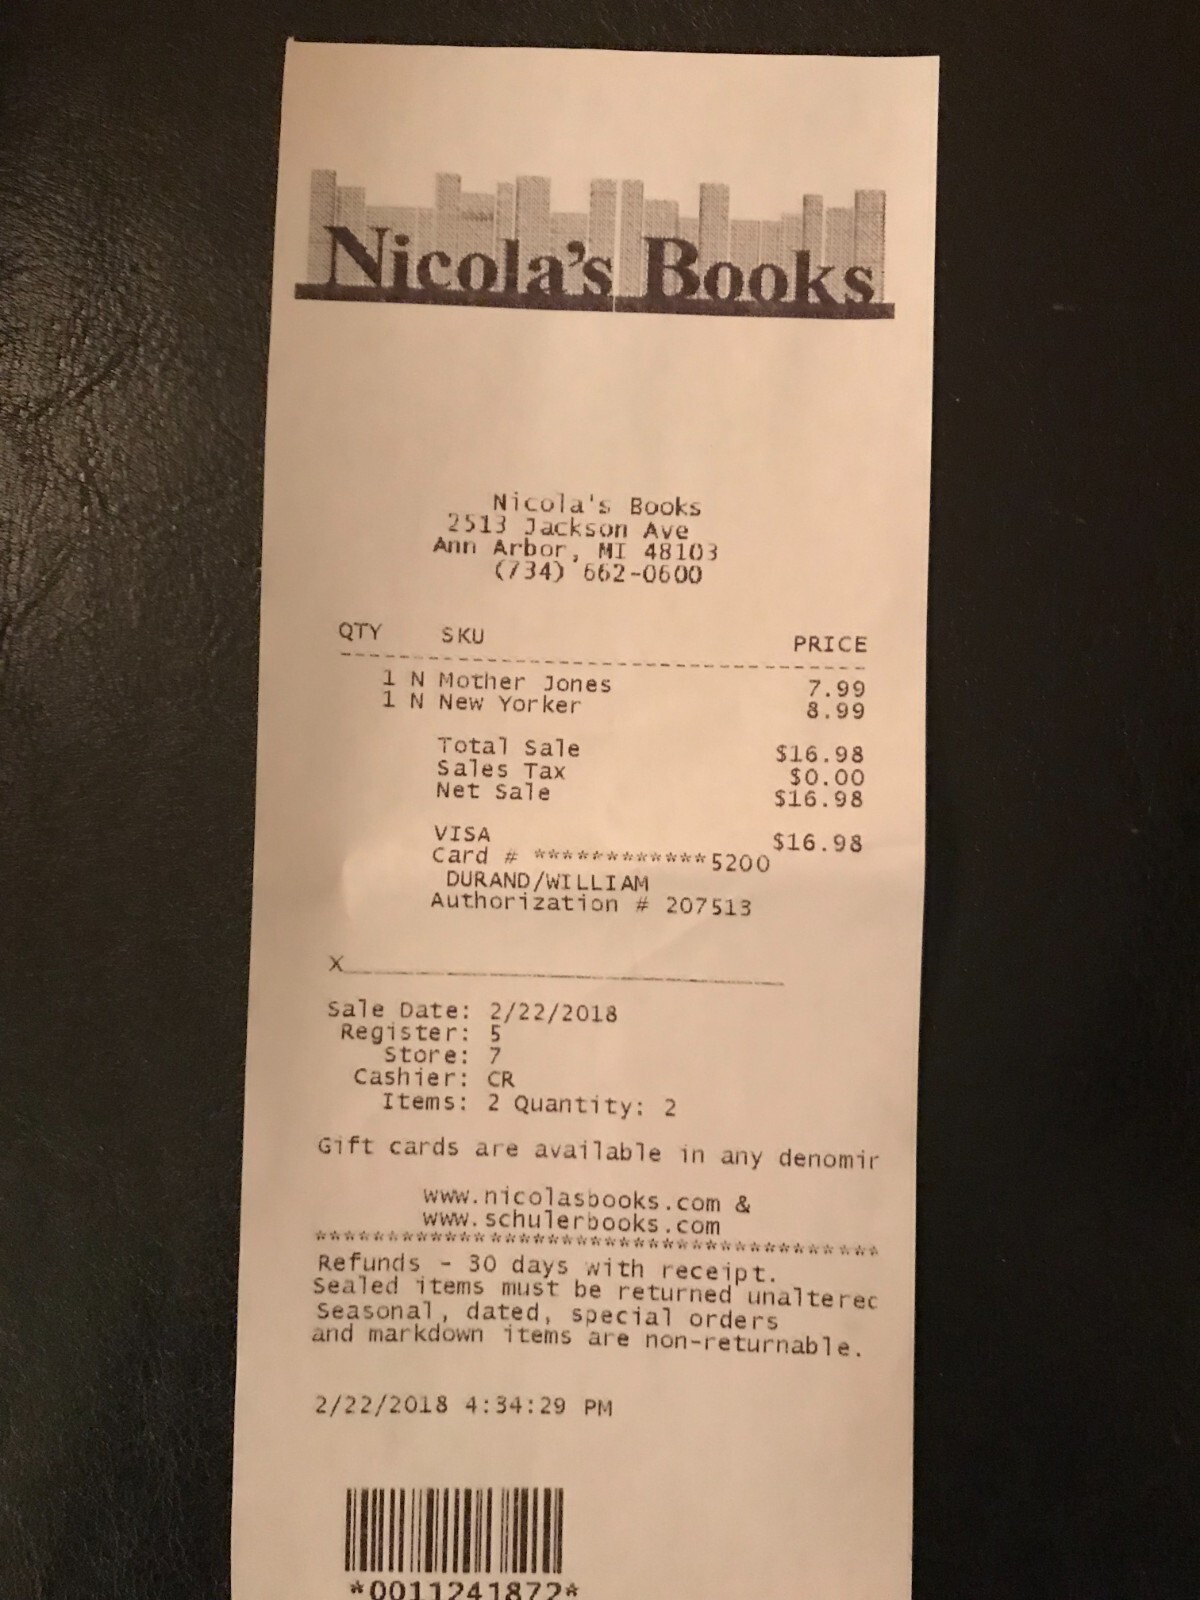 Nicola's Books
Nicola's Books
2513 Jackson Ave
Ann Arbor, MI 48103
(734) 662-0600
QTY SKU PRICE
1 N Mother Jones 7.99
1 N New Yorker 8.99
Total Sale $16.98
Sales Tax $0.00
Net Sale $16.98
VISA $16.98
Card # ************5200
DURAND/WILLIAM
Authorization # 207513
X
Sale Date: 2/22/2018
Register: 5
Store: 7
Cashier: CR
Items: 2 Quantity: 2
Gift cards are available in any denomir
www.nicolasbooks.com &
www.schulerbooks.com
***************************************
Refunds - 30 days with receipt.
Sealed items must be returned unalterec
Seasonal, dated, special orders
and markdown items are non-returnable.
2/22/2018 4:34:29 PM
*0011241872*